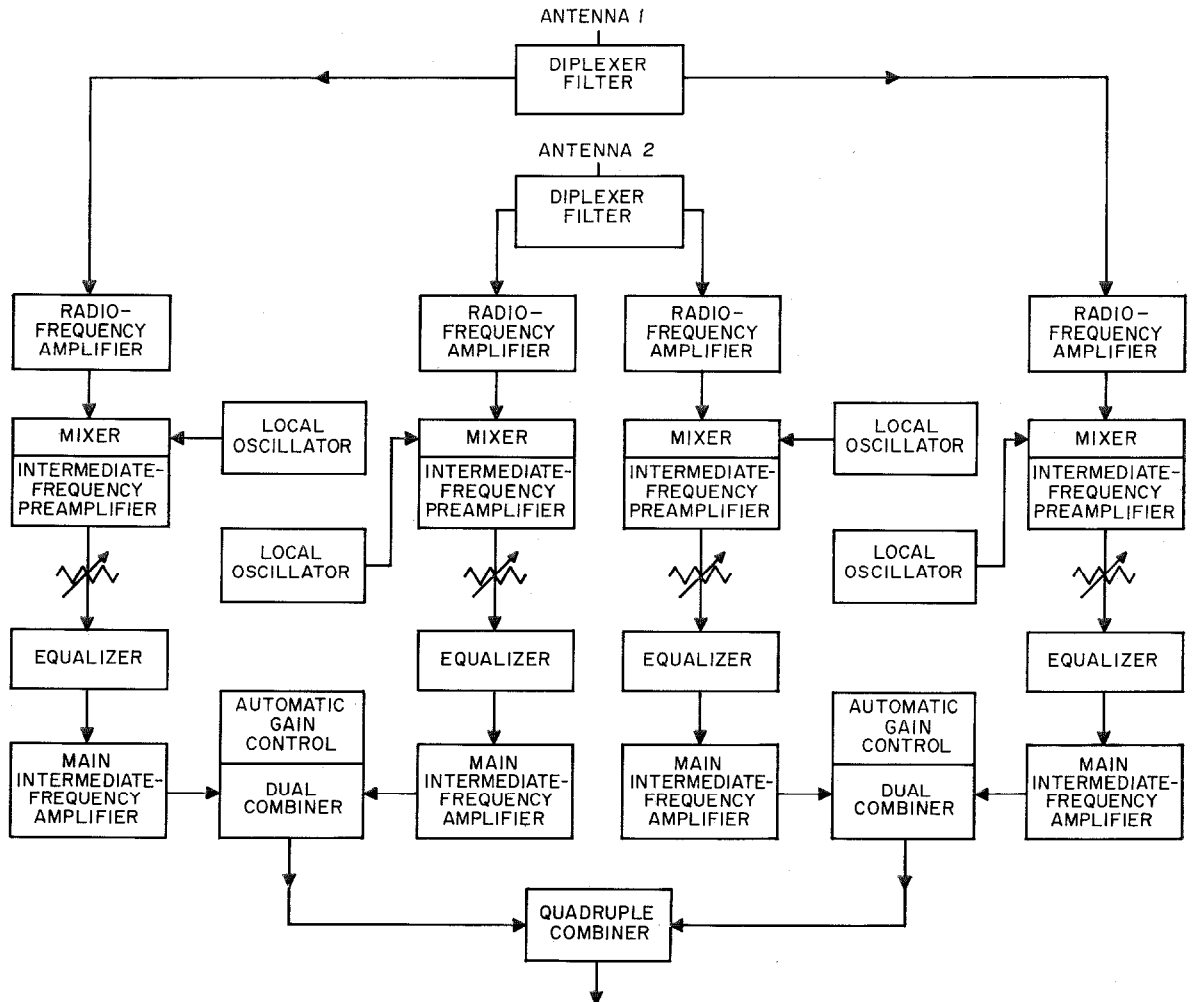 ANTENNA 1
DIPLEXER
FILTER
ANTENNA 2
DIPLEXER
FILTER
RADIO-
FREQUENCY
AMPLIFIER
RADIO-
FREQUENCY
AMPLIFIER
RADIO-
FREQUENCY
AMPLIFIER
RADIO-
FREQUENCY
AMPLIFIER
MIXER
INTERMEDIATE-
FREQUENCY
PREAMPLIFIER
LOCAL
OSCILLATOR
LOCAL
OSCILLATOR
MIXER
INTERMEDIATE-
FREQUENCY
PREAMPLIFIER
MIXER
INTERMEDIATE-
FREQUENCY
PREAMPLIFIER
LOCAL
OSCILLATOR
LOCAL
OSCILLATOR
MIXER
INTERMEDIATE-
FREQUENCY
PREAMPLIFIER
EQUALIZER
EQUALIZER
EQUALIZER
EQUALIZER
MAIN
INTERMEDIATE-
FREQUENCY
AMPLIFIER
AUTOMATIC
GAIN
CONTROL
DUAL
COMBINER
MAIN
INTERMEDIATE-
FREQUENCY
AMPLIFIER
MAIN
INTERMEDIATE-
FREQUENCY
AMPLIFIER
AUTOMATIC
GAIN
CONTROL
DUAL
COMBINER
MAIN
INTERMEDIATE-
FREQUENCY
AMPLIFIER
QUADRUPLE
COMBINER